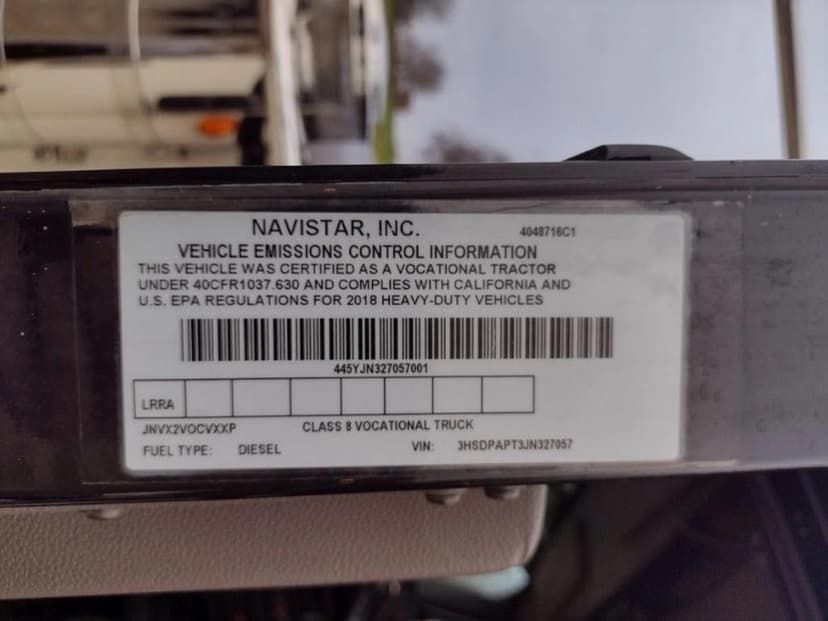 NAVISTAR, INC. 4048716C1
VEHICLE EMISSIONS CONTROL INFORMATION
THIS VEHICLE WAS CERTIFIED AS A VOCATIONAL TRACTOR
UNDER 40CFR1037.630 AND COMPLIES WITH CALIFORNIA AND
U.S. EPA REGULATIONS FOR 2018 HEAVY-DUTY VEHICLES
445YJN327057001
LRRA
JNVX2VOCVXXP CLASS 8 VOCATIONAL TRUCK
FUEL TYPE: DIESEL VIN: 3HSDPAPT3JN327057